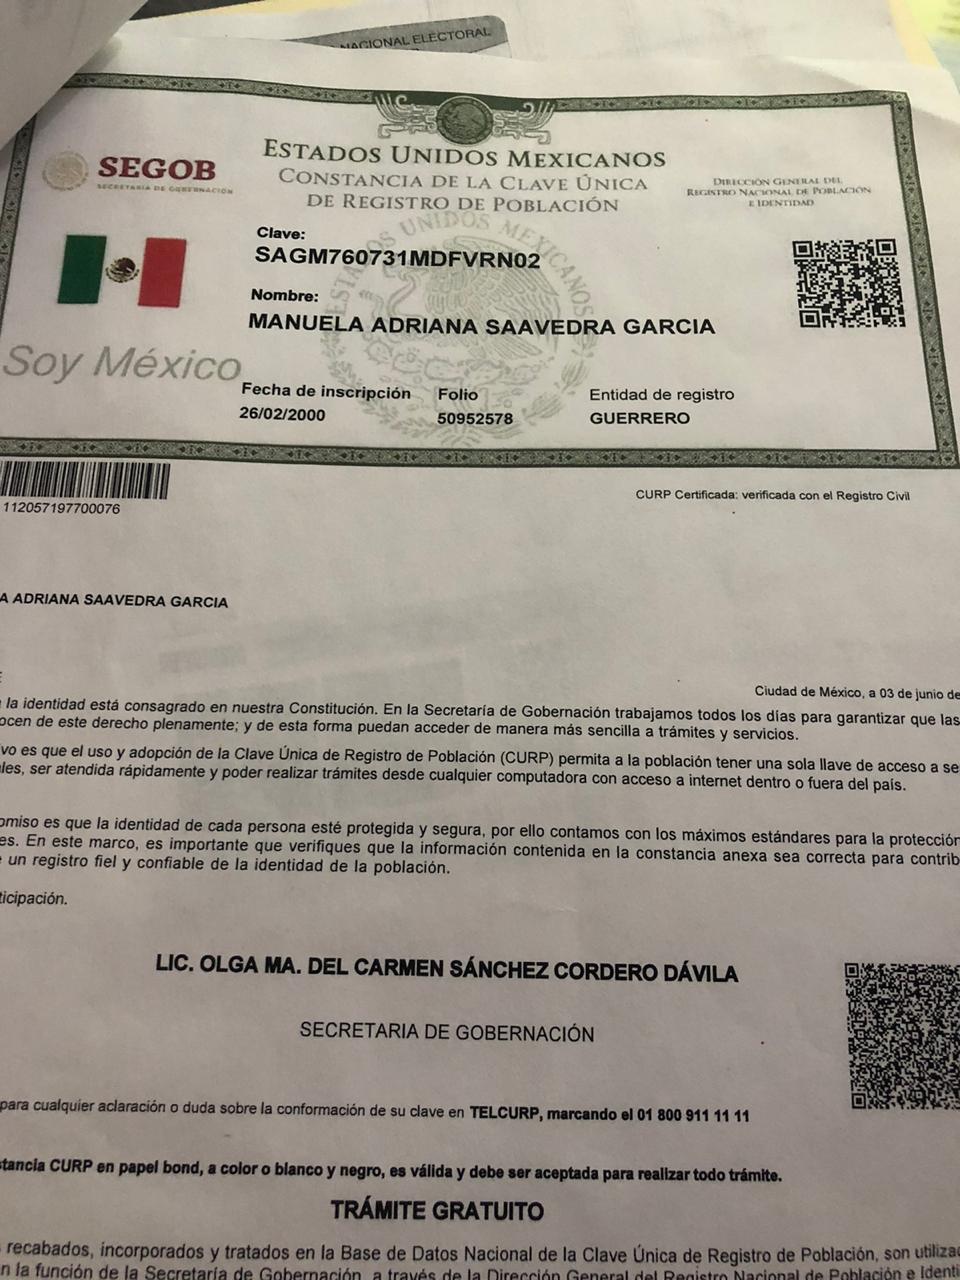 NACIONAL ELECTORAL
SEGOB
SECRETARÍA DE GOBERNACIÓN
ESTADOS UNIDOS MEXICANOS
CONSTANCIA DE LA CLAVE ÚNICA
DE REGISTRO DE POBLACIÓN
DIRECCIÓN GENERAL DEL
REGISTRO NACIONAL DE POBLACIÓN
E IDENTIDAD
ESTADOS UNIDOS MEXICANOS
Clave:
SAGM760731MDFVRN02
Nombre:
MANUELA ADRIANA SAAVEDRA GARCIA
Soy México
Fecha de inscripción Folio Entidad de registro
26/02/2000 50952578 GUERRERO
112057197700076
CURP Certificada: verificada con el Registro Civil
A ADRIANA SAAVEDRA GARCIA
Ciudad de México, a 03 de junio de
la identidad está consagrado en nuestra Constitución. En la Secretaría de Gobernación trabajamos todos los días para garantizar que las
ocen de este derecho plenamente; y de esta forma puedan acceder de manera más sencilla a trámites y servicios.
vo es que el uso y adopción de la Clave Única de Registro de Población (CURP) permita a la población tener una sola llave de acceso a se
les, ser atendida rápidamente y poder realizar trámites desde cualquier computadora con acceso a internet dentro o fuera del país.
omiso es que la identidad de cada persona esté protegida y segura, por ello contamos con los máximos estándares para la protección
es. En este marco, es importante que verifiques que la información contenida en la constancia anexa sea correcta para contrib
un registro fiel y confiable de la identidad de la población.
ticipación.
LIC. OLGA MA. DEL CARMEN SÁNCHEZ CORDERO DÁVILA
SECRETARIA DE GOBERNACIÓN
para cualquier aclaración o duda sobre la conformación de su clave en TELCURP, marcando el 01 800 911 11 11
stancia CURP en papel bond, a color o blanco y negro, es válida y debe ser aceptada para realizar todo trámite.
TRÁMITE GRATUITO
recabados, incorporados y tratados en la Base de Datos Nacional de la Clave Única de Registro de Población, son utiliza
n la función de la Secretaría de Gobernación, a través de la Dirección General del Registro Nacional de Población e Identi